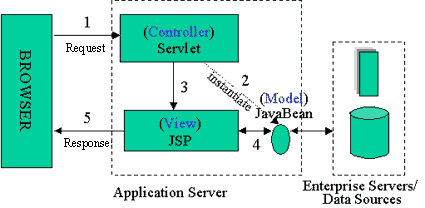 BROWSER
1
Request
(Controller)
Servlet
2
Instantiate
3
(Model)
JavaBean
5
Response
(View)
JSP
4
Application Server
Enterprise Servers/
Data Sources